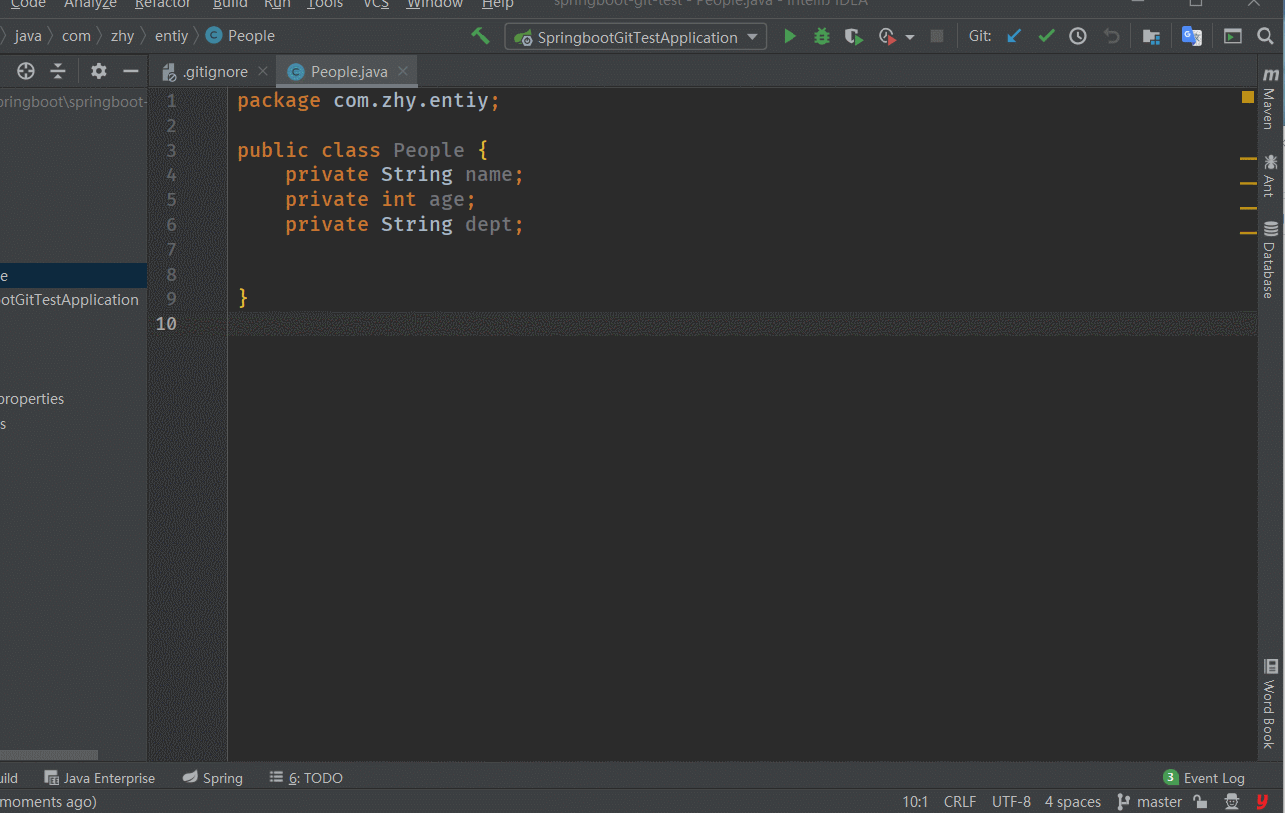 Code Analyze Refactor Build Run Tools VCS Window Help springboot-git-test - People.java - IntelliJ IDEA
java com zhy entiy People SpringbootGitTestApplication Git:
.gitignore People.java
pringboot\springboot-
1 package com.zhy.entiy;
2
3 public class People {
4 private String name;
5 private int age;
6 private String dept;
7
8
9 }
10
e
otGitTestApplication
properties
s
Maven
Ant
Database
Word Book
uild Java Enterprise Spring 6: TODO 3 Event Log
moments ago) 10:1 CRLF UTF-8 4 spaces master y